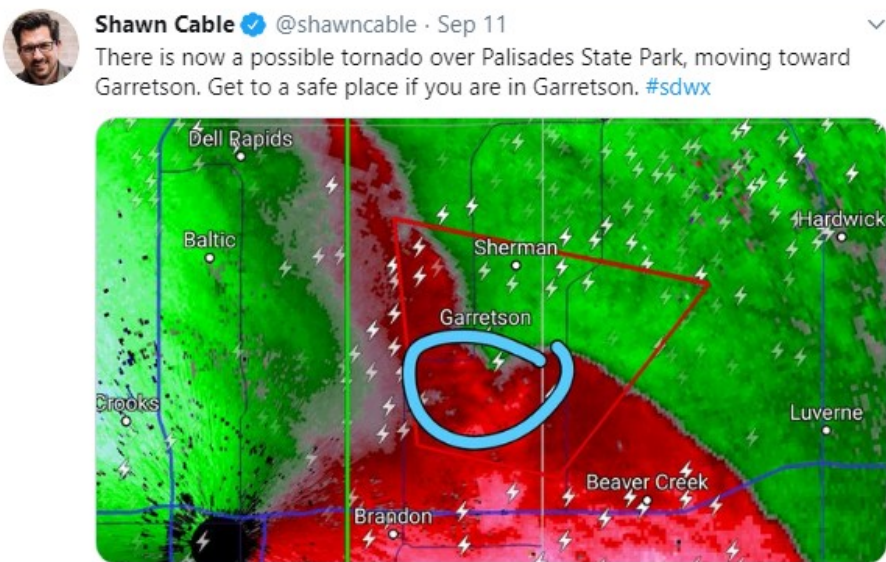 Shawn Cable @shawncable · Sep 11
There is now a possible tornado over Palisades State Park, moving toward
Garretson. Get to a safe place if you are in Garretson. #sdwx
Dell Rapids
Hardwick
Baltic
Sherman
Garretson
Crooks
Luverne
Beaver Creek
Brandon